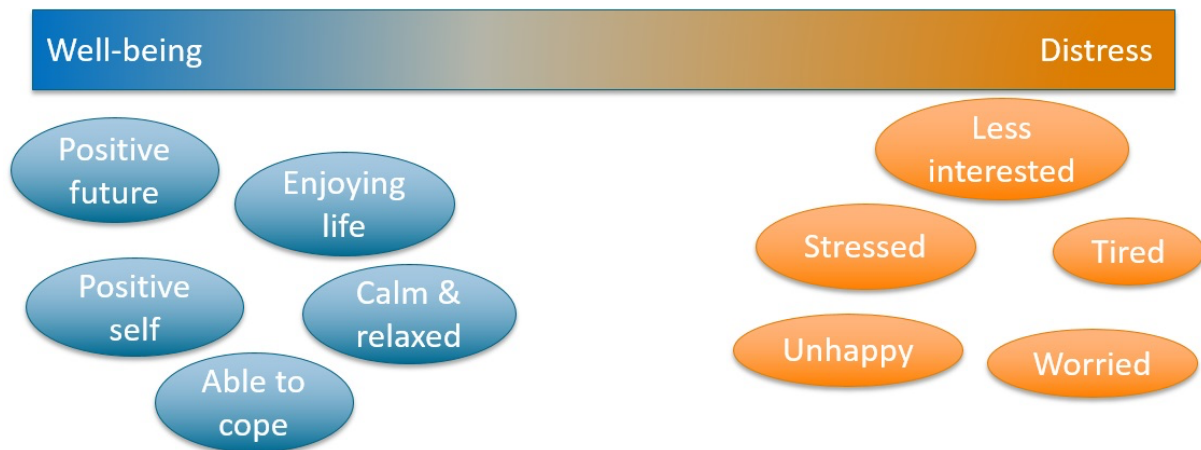 Well-being
Distress
Positive
future
Enjoying
life
Positive
self
Calm &
relaxed
Able to
cope
Less
interested
Stressed
Tired
Unhappy
Worried